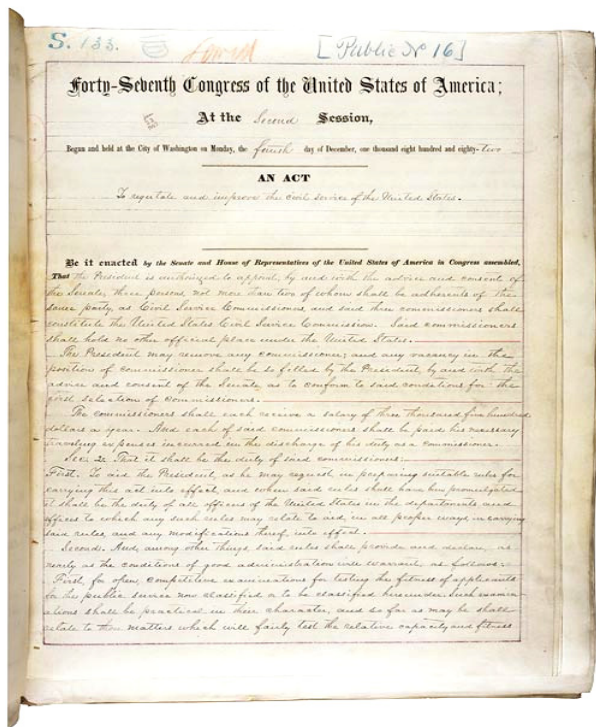 S. 133.
[Public No 16]
Forty-Seventh Congress of the United States of America;
At the Second Session,
Began and held at the City of Washington on Monday, the fourth day of December, one thousand eight hundred and eighty-two
AN ACT
To regulate and improve the civil service of the United States.
Be it enacted by the Senate and House of Representatives of the United States of America in Congress assembled,
That the President is authorized to appoint, by and with the advice and consent of
the Senate, three persons, not more than two of whom shall be adherents of the
same party, as Civil Service Commissioners, and said three commissioners shall
constitute the United States Civil Service Commission. Said commissioners
shall hold no other official place under the United States.
The President may remove any commissioner; and any vacancy in the
position of commissioner shall be so filled by the President, by and with the
advice and consent of the Senate, as to conform to said conditions for the
first selection of commissioners.
The commissioners shall each receive a salary of three thousand five hundred
dollars a year. And each of said commissioners shall be paid his necessary
traveling expenses incurred in the discharge of his duty as a commissioner.
Sec. 2. That it shall be the duty of said commissioners:
First. To aid the President, as he may request, in preparing suitable rules for
carrying this act into effect, and when said rules shall have been promulgated
it shall be the duty of all officers of the United States in the departments and
offices to which any such rules may relate to aid, in all proper ways, in carrying
said rules, and any modifications thereof, into effect.
Second. And, among other things, said rules shall provide and declare, as
nearly as the conditions of good administration will warrant, as follows:
First, for open, competitive examinations for testing the fitness of applicants
for the public service now classified or to be classified hereunder. Such examin-
ations shall be practical in their character, and so far as may be shall
relate to those matters which will fairly test the relative capacity and fitness